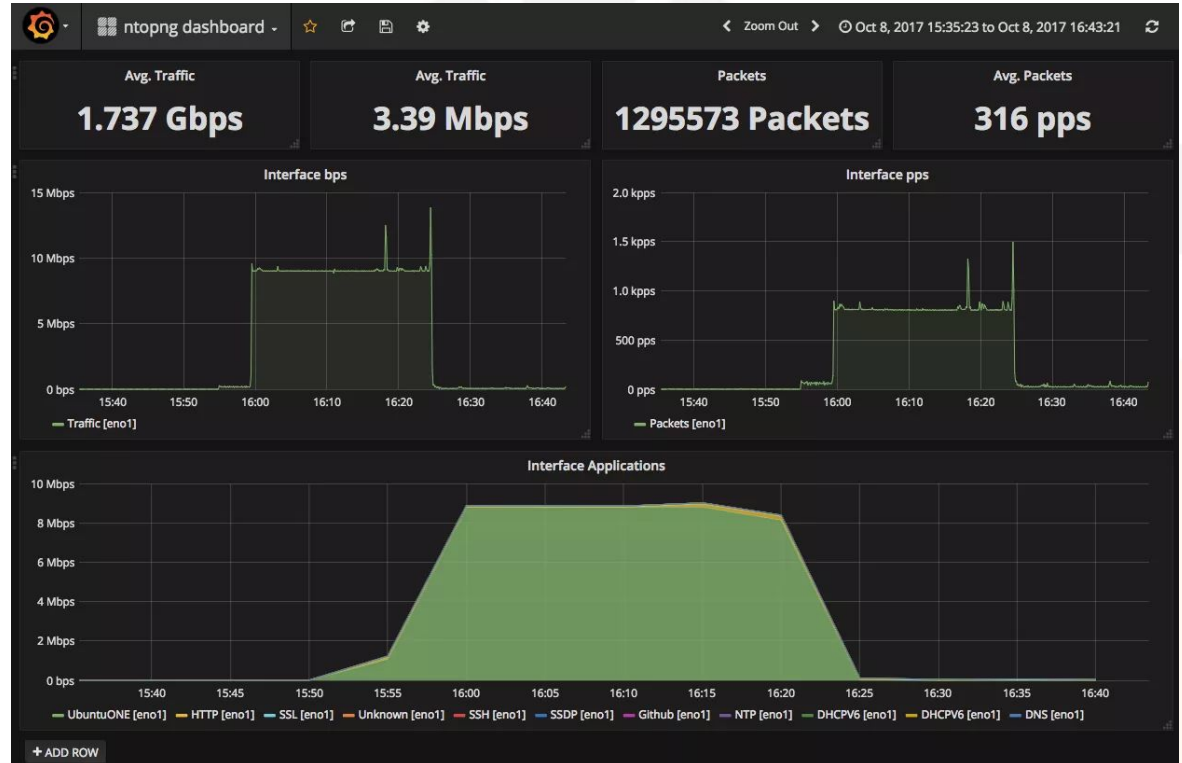 ntopng dashboard
Zoom Out
Oct 8, 2017 15:35:23 to Oct 8, 2017 16:43:21
Avg. Traffic
1.737 Gbps
Avg. Traffic
3.39 Mbps
Packets
1295573 Packets
Avg. Packets
316 pps
Interface bps
15 Mbps
10 Mbps
5 Mbps
0 bps
15:40 15:50 16:00 16:10 16:20 16:30 16:40
Traffic [eno1]
Interface pps
2.0 kpps
1.5 kpps
1.0 kpps
500 pps
0 pps
15:40 15:50 16:00 16:10 16:20 16:30 16:40
Packets [eno1]
Interface Applications
10 Mbps
8 Mbps
6 Mbps
4 Mbps
2 Mbps
0 bps
15:40 15:45 15:50 15:55 16:00 16:05 16:10 16:15 16:20 16:25 16:30 16:35 16:40
UbuntuONE [eno1] HTTP [eno1] SSL [eno1] Unknown [eno1] SSH [eno1] SSDP [eno1] Github [eno1] NTP [eno1] DHCPV6 [eno1] DHCPV6 [eno1] DNS [eno1]
+ ADD ROW